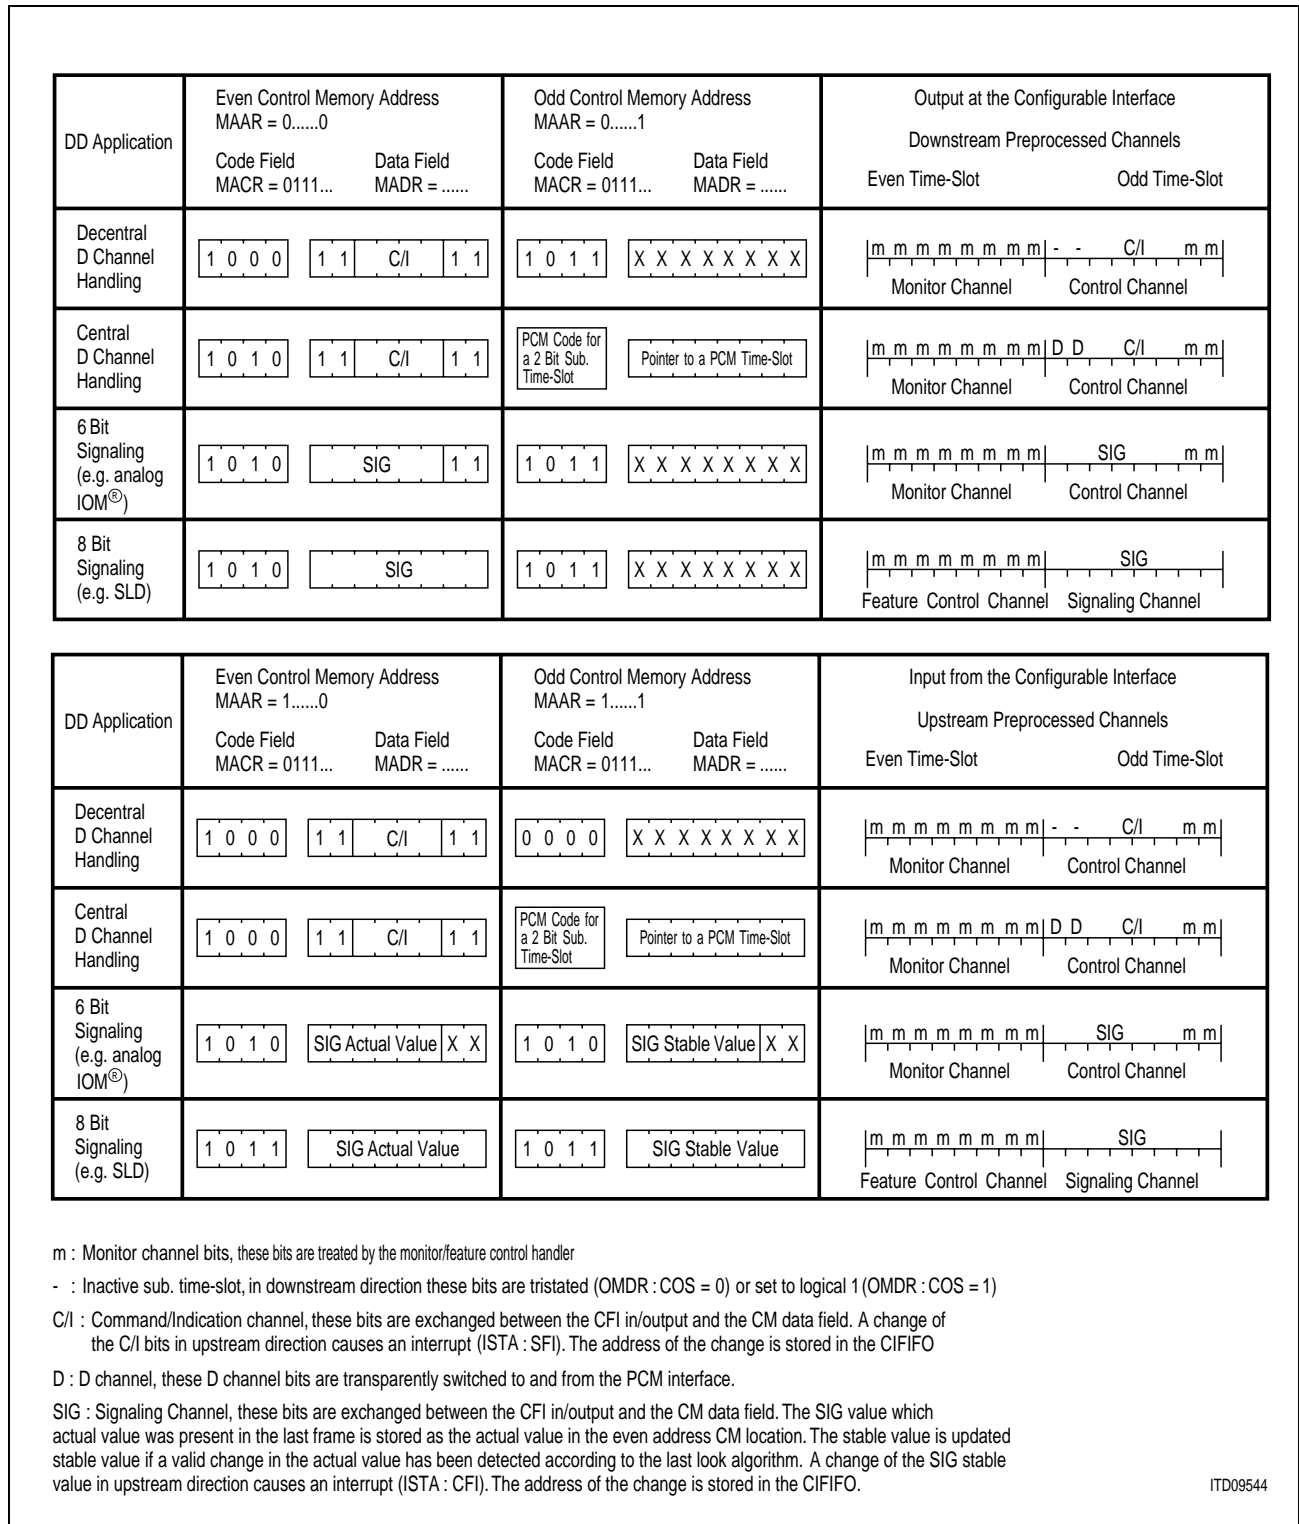 DD Application
Even Control Memory Address
MAAR = 0......0
Code Field Data Field
MACR = 0111... MADR = ......
Odd Control Memory Address
MAAR = 0......1
Code Field Data Field
MACR = 0111... MADR = ......
Output at the Configurable Interface
Downstream Preprocessed Channels
Even Time-Slot Odd Time-Slot
Decentral
D Channel
Handling
1 0 0 0 1 1 C/I 1 1
1 0 1 1 X X X X X X X X
m m m m m m m m - - C/I m m
Monitor Channel Control Channel
Central
D Channel
Handling
1 0 1 0 1 1 C/I 1 1
PCM Code for
a 2 Bit Sub.
Time-Slot
Pointer to a PCM Time-Slot
m m m m m m m m D D C/I m m
Monitor Channel Control Channel
6 Bit
Signaling
(e.g. analog
IOM®)
1 0 1 0 SIG 1 1
1 0 1 1 X X X X X X X X
m m m m m m m m SIG m m
Monitor Channel Control Channel
8 Bit
Signaling
(e.g. SLD)
1 0 1 0 SIG
1 0 1 1 X X X X X X X X
m m m m m m m m SIG
Feature Control Channel Signaling Channel
DD Application
Even Control Memory Address
MAAR = 1......0
Code Field Data Field
MACR = 0111... MADR = ......
Odd Control Memory Address
MAAR = 1......1
Code Field Data Field
MACR = 0111... MADR = ......
Input from the Configurable Interface
Upstream Preprocessed Channels
Even Time-Slot Odd Time-Slot
Decentral
D Channel
Handling
1 0 0 0 1 1 C/I 1 1
0 0 0 0 X X X X X X X X
m m m m m m m m - - C/I m m
Monitor Channel Control Channel
Central
D Channel
Handling
1 0 0 0 1 1 C/I 1 1
PCM Code for
a 2 Bit Sub.
Time-Slot
Pointer to a PCM Time-Slot
m m m m m m m m D D C/I m m
Monitor Channel Control Channel
6 Bit
Signaling
(e.g. analog
IOM®)
1 0 1 0 SIG Actual Value X X
1 0 1 0 SIG Stable Value X X
m m m m m m m m SIG m m
Monitor Channel Control Channel
8 Bit
Signaling
(e.g. SLD)
1 0 1 1 SIG Actual Value
1 0 1 1 SIG Stable Value
m m m m m m m m SIG
Feature Control Channel Signaling Channel
m : Monitor channel bits, these bits are treated by the monitor/feature control handler
- : Inactive sub. time-slot, in downstream direction these bits are tristated (OMDR : COS = 0) or set to logical 1 (OMDR : COS = 1)
C/I : Command/Indication channel, these bits are exchanged between the CFI in/output and the CM data field. A change of
the C/I bits in upstream direction causes an interrupt (ISTA : SFI). The address of the change is stored in the CIFIFO
D : D channel, these D channel bits are transparently switched to and from the PCM interface.
SIG : Signaling Channel, these bits are exchanged between the CFI in/output and the CM data field. The SIG value which
actual value was present in the last frame is stored as the actual value in the even address CM location. The stable value is updated
stable value if a valid change in the actual value has been detected according to the last look algorithm. A change of the SIG stable
value in upstream direction causes an interrupt (ISTA : CFI). The address of the change is stored in the CIFIFO.
ITD09544